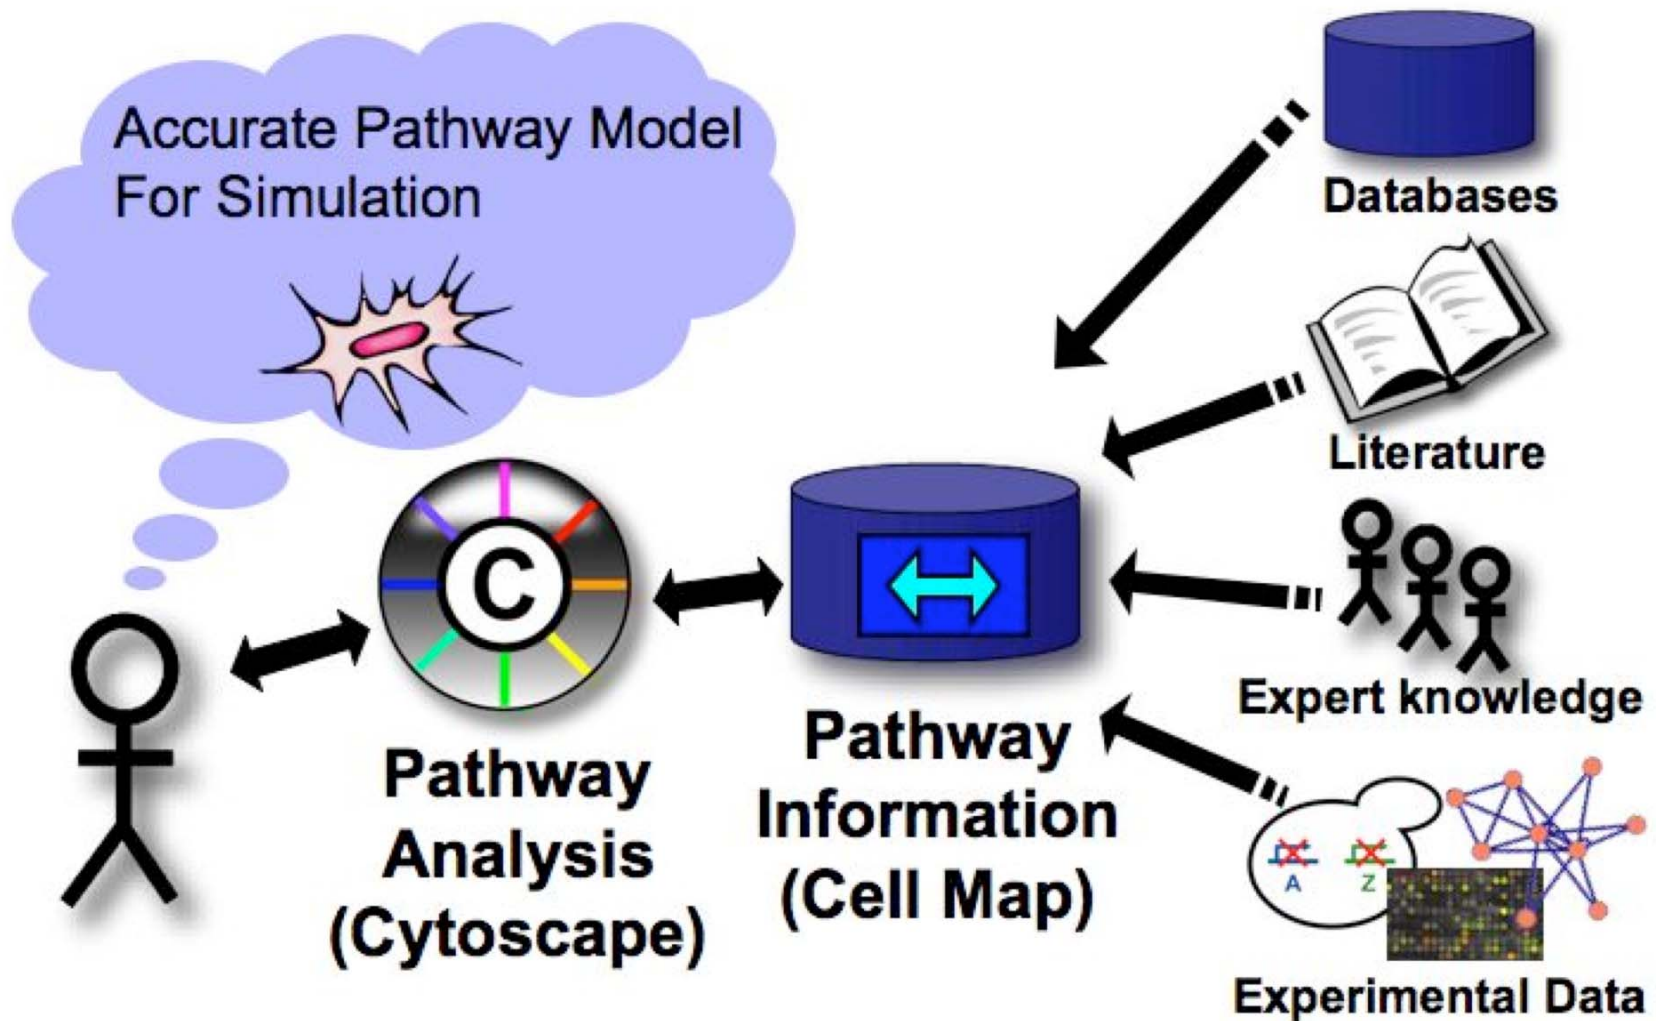 Accurate Pathway Model
For Simulation
Databases
Literature
C
Expert knowledge
Pathway
Analysis
(Cytoscape)
Pathway
Information
(Cell Map)
A
Z
Experimental Data